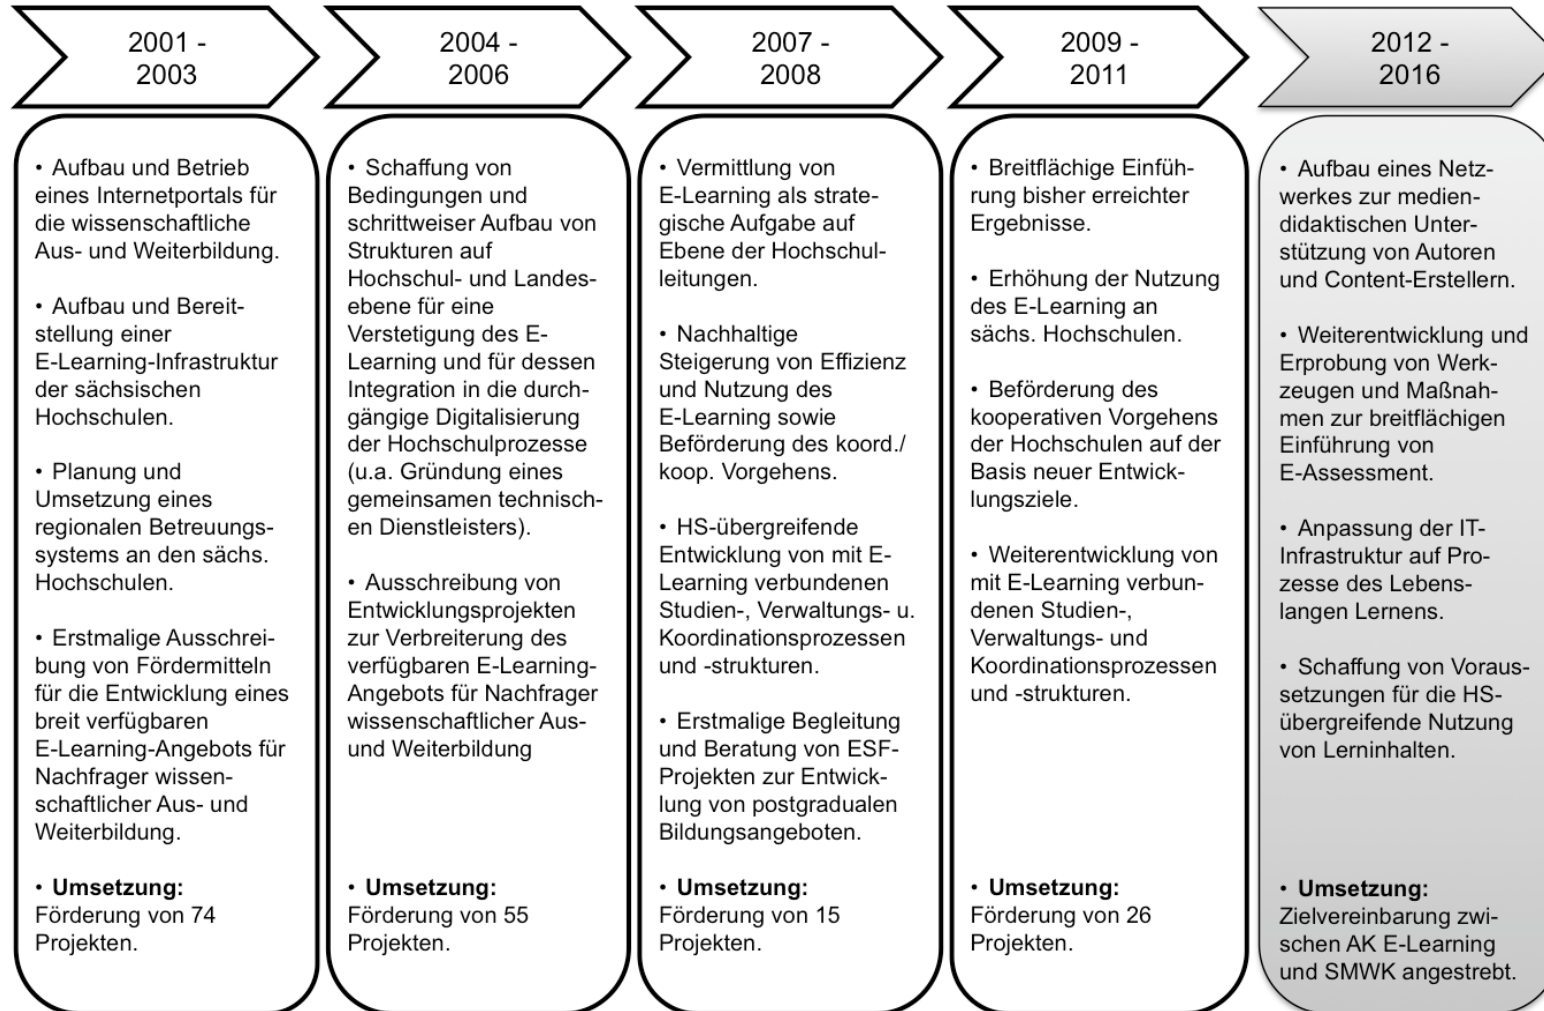 2001 -
2003
• Aufbau und Betrieb
eines Internetportals für
die wissenschaftliche
Aus- und Weiterbildung.
• Aufbau und Bereit-
stellung einer
E-Learning-Infrastruktur
der sächsischen
Hochschulen.
• Planung und
Umsetzung eines
regionalen Betreuungs-
systems an den sächs.
Hochschulen.
• Erstmalige Ausschrei-
bung von Fördermitteln
für die Entwicklung eines
breit verfügbaren
E-Learning-Angebots für
Nachfrager wissen-
schaftlicher Aus- und
Weiterbildung.
• Umsetzung:
Förderung von 74
Projekten.
2004 -
2006
• Schaffung von
Bedingungen und
schrittweiser Aufbau von
Strukturen auf
Hochschul- und Landes-
ebene für eine
Verstetigung des E-
Learning und für dessen
Integration in die durch-
gängige Digitalisierung
der Hochschulprozesse
(u.a. Gründung eines
gemeinsamen technisch-
en Dienstleisters).
• Ausschreibung von
Entwicklungsprojekten
zur Verbreiterung des
verfügbaren E-Learning-
Angebots für Nachfrager
wissenschaftlicher Aus-
und Weiterbildung
• Umsetzung:
Förderung von 55
Projekten.
2007 -
2008
• Vermittlung von
E-Learning als strate-
gische Aufgabe auf
Ebene der Hochschul-
leitungen.
• Nachhaltige
Steigerung von Effizienz
und Nutzung des
E-Learning sowie
Beförderung des koord./
koop. Vorgehens.
• HS-übergreifende
Entwicklung von mit E-
Learning verbundenen
Studien-, Verwaltungs- u.
Koordinationsprozessen
und -strukturen.
• Erstmalige Begleitung
und Beratung von ESF-
Projekten zur Entwick-
lung von postgradualen
Bildungsangeboten.
• Umsetzung:
Förderung von 15
Projekten.
2009 -
2011
• Breitflächige Einfüh-
rung bisher erreichter
Ergebnisse.
• Erhöhung der Nutzung
des E-Learning an
sächs. Hochschulen.
• Beförderung des
kooperativen Vorgehens
der Hochschulen auf der
Basis neuer Entwick-
lungsziele.
• Weiterentwicklung von
mit E-Learning verbun-
denen Studien-,
Verwaltungs- und
Koordinationsprozessen
und -strukturen.
• Umsetzung:
Förderung von 26
Projekten.
2012 -
2016
• Aufbau eines Netz-
werkes zur medien-
didaktischen Unter-
stützung von Autoren
und Content-Erstellern.
• Weiterentwicklung und
Erprobung von Werk-
zeugen und Maßnah-
men zur breitflächigen
Einführung von
E-Assessment.
• Anpassung der IT-
Infrastruktur auf Pro-
zesse des Lebens-
langen Lernens.
• Schaffung von Voraus-
setzungen für die HS-
übergreifende Nutzung
von Lerninhalten.
• Umsetzung:
Zielvereinbarung zwi-
schen AK E-Learning
und SMWK angestrebt.